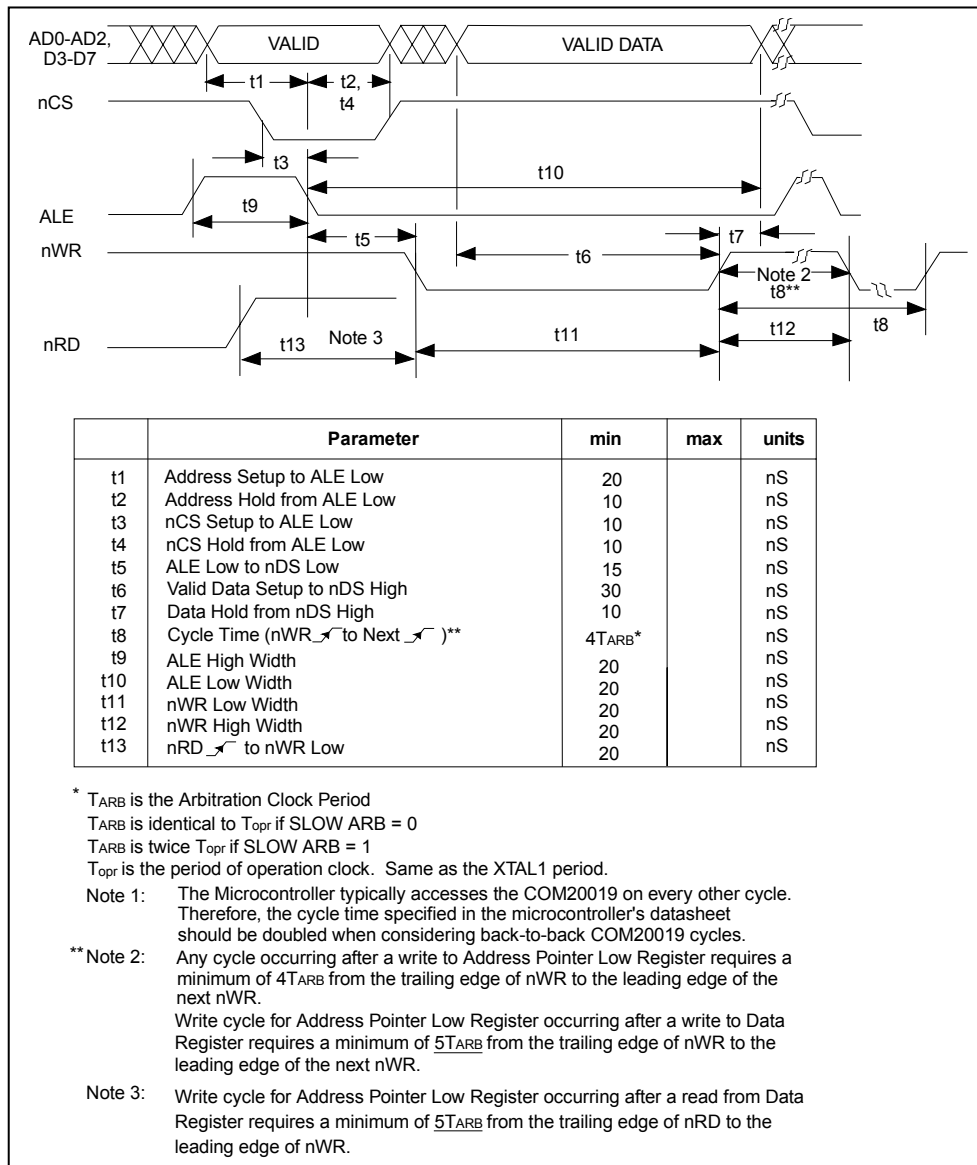 AD0-AD2,
D3-D7
VALID
VALID DATA
t1
t2,
t4
nCS
t3
t10
ALE
t9
t5
t7
nWR
t6
Note 2
t8**
t8
nRD
t13
Note 3
t11
t12
Parameter min max units
t1 Address Setup to ALE Low 20 nS
t2 Address Hold from ALE Low 10 nS
t3 nCS Setup to ALE Low 10 nS
t4 nCS Hold from ALE Low 10 nS
t5 ALE Low to nDS Low 15 nS
t6 Valid Data Setup to nDS High 30 nS
t7 Data Hold from nDS High 10 nS
t8 Cycle Time (nWR to Next )** 4TARB* nS
t9 ALE High Width 20 nS
t10 ALE Low Width 20 nS
t11 nWR Low Width 20 nS
t12 nWR High Width 20 nS
t13 nRD to nWR Low 20 nS
* TARB is the Arbitration Clock Period
TARB is identical to Topr if SLOW ARB = 0
TARB is twice Topr if SLOW ARB = 1
Topr is the period of operation clock. Same as the XTAL1 period.
Note 1: The Microcontroller typically accesses the COM20019 on every other cycle.
Therefore, the cycle time specified in the microcontroller's datasheet
should be doubled when considering back-to-back COM20019 cycles.
**Note 2: Any cycle occurring after a write to Address Pointer Low Register requires a
minimum of 4TARB from the trailing edge of nWR to the leading edge of the
next nWR.
Write cycle for Address Pointer Low Register occurring after a write to Data
Register requires a minimum of 5TARB from the trailing edge of nWR to the
leading edge of the next nWR.
Note 3: Write cycle for Address Pointer Low Register occurring after a read from Data
Register requires a minimum of 5TARB from the trailing edge of nRD to the
leading edge of nWR.